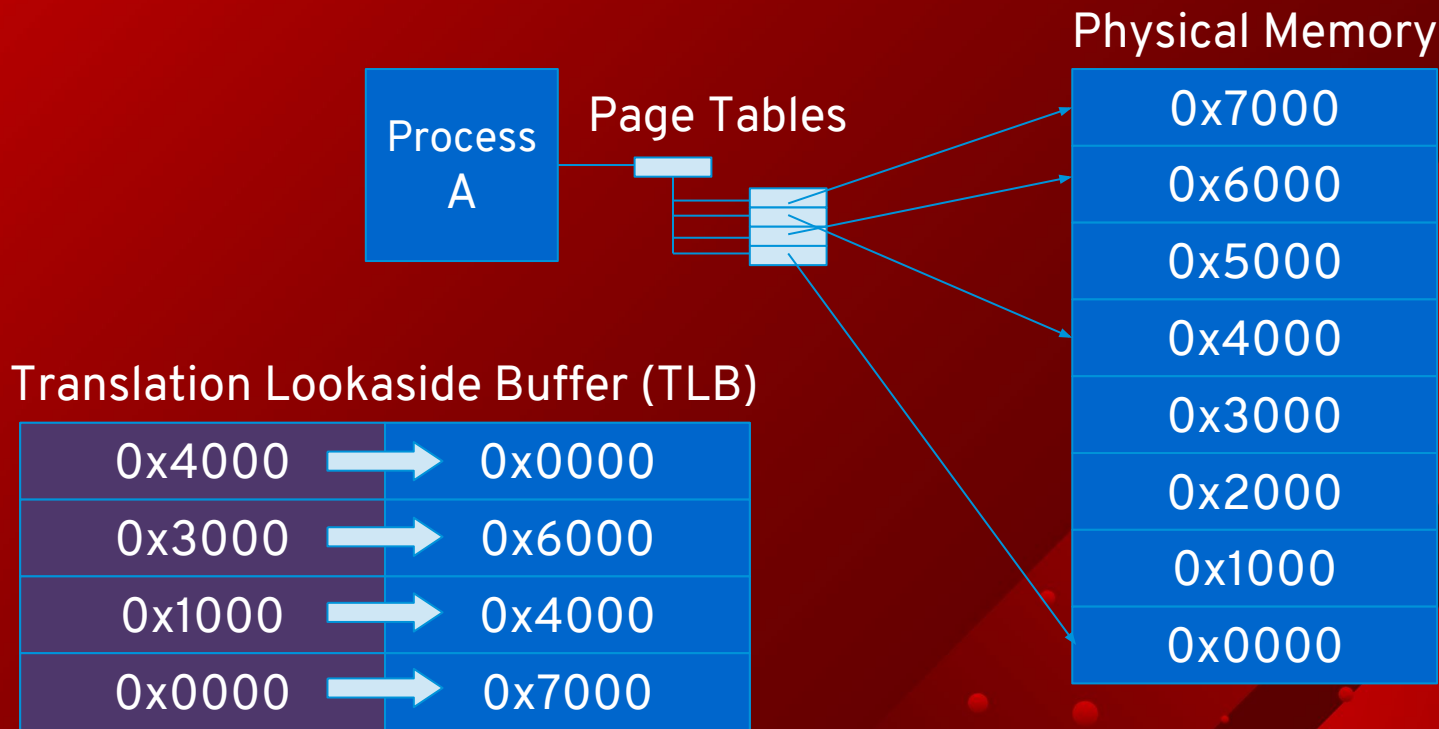 Physical Memory
Process
A
Page Tables
0x7000
0x6000
0x5000
0x4000
0x3000
0x2000
0x1000
0x0000
Translation Lookaside Buffer (TLB)
0x4000 0x0000
0x3000 0x6000
0x1000 0x4000
0x0000 0x7000